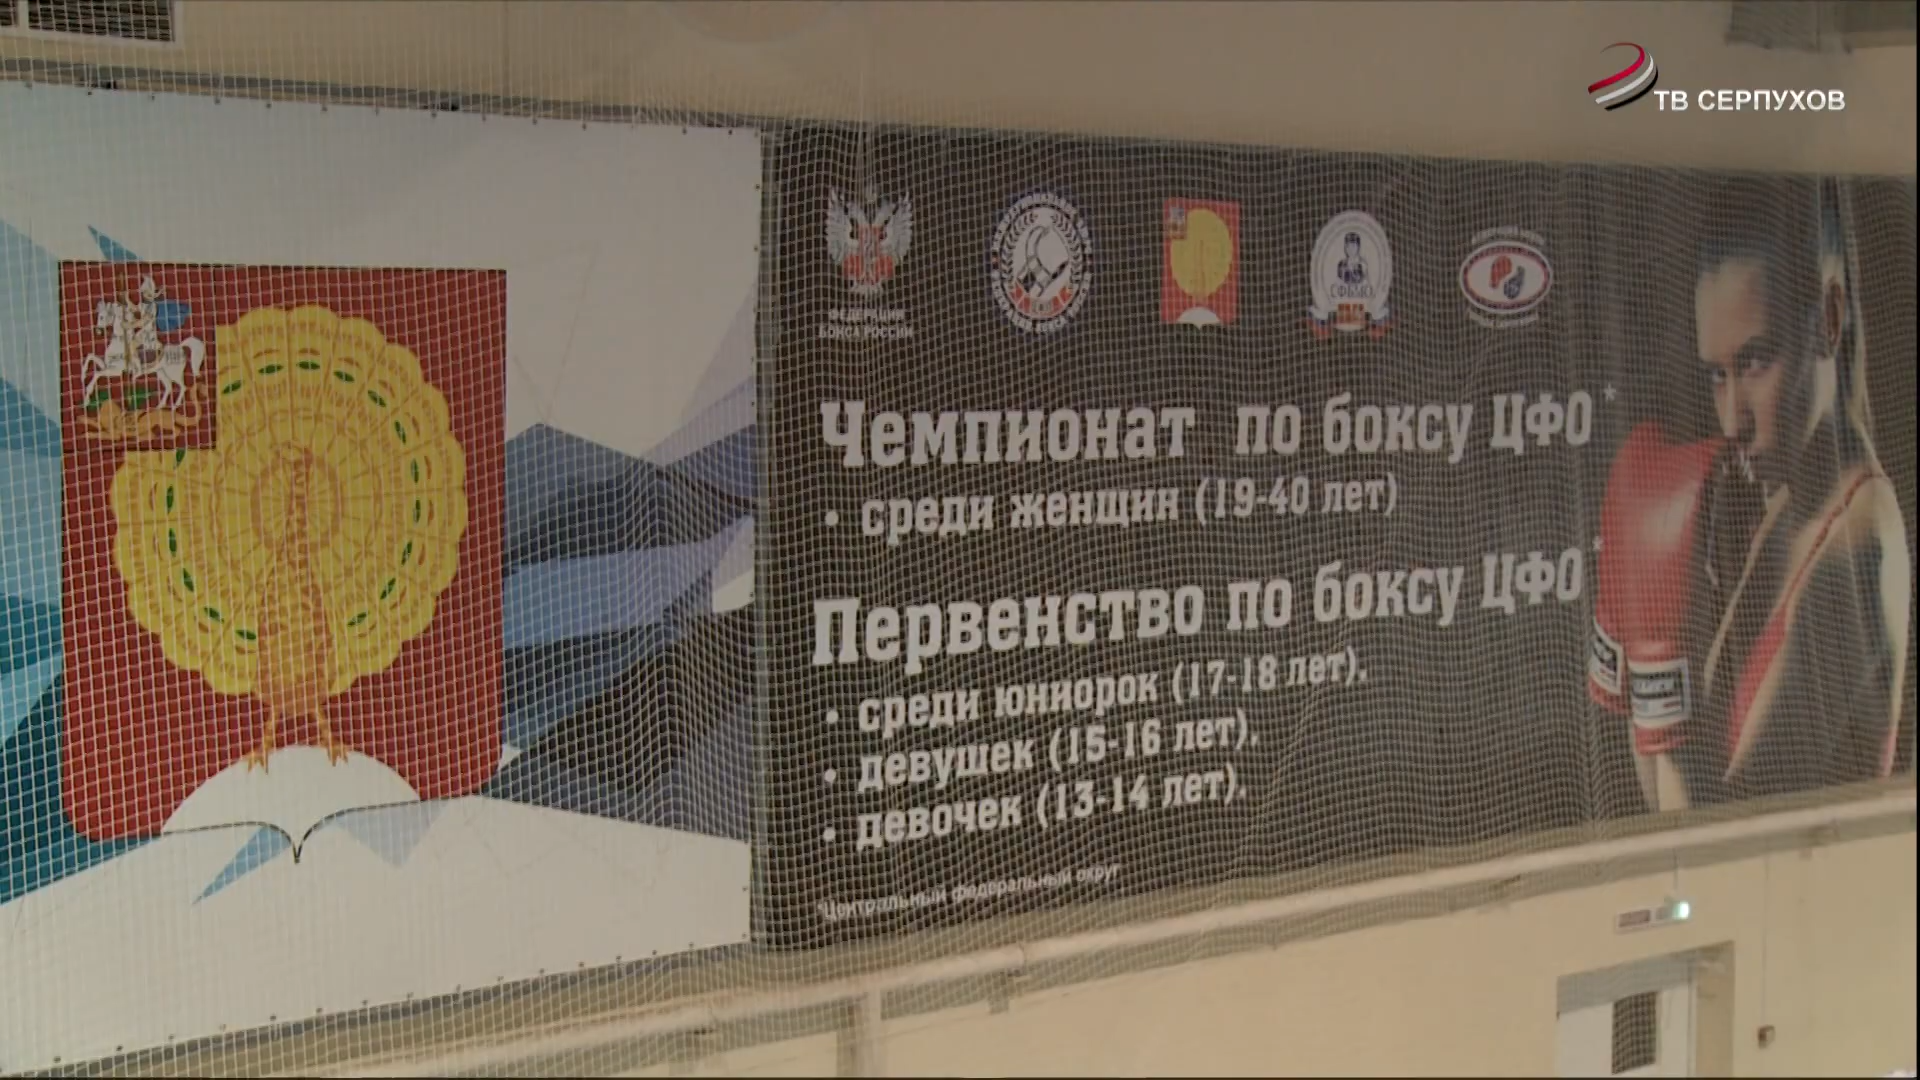 ТВ СЕРПУХОВ
ФЕДЕРАЦИЯ
БОКСА РОССИИ
СФБМО
Чемпионат по боксу ЦФО*
• среди женщин (19-40 лет)
Первенство по боксу ЦФО*
• среди юниорок (17-18 лет),
• девушек (15-16 лет),
• девочек (13-14 лет).
*Центральный федеральный округ